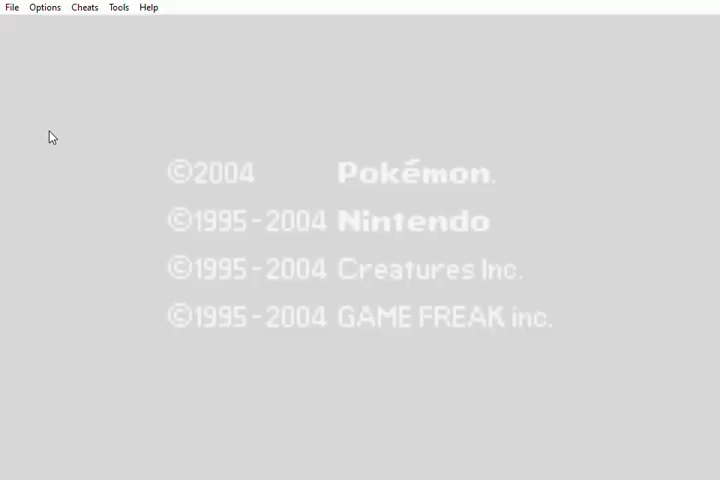 File Options Cheats Tools Help
©2004 Pokémon.
©1995-2004 Nintendo
©1995-2004 Creatures Inc.
©1995-2004 GAME FREAK inc.